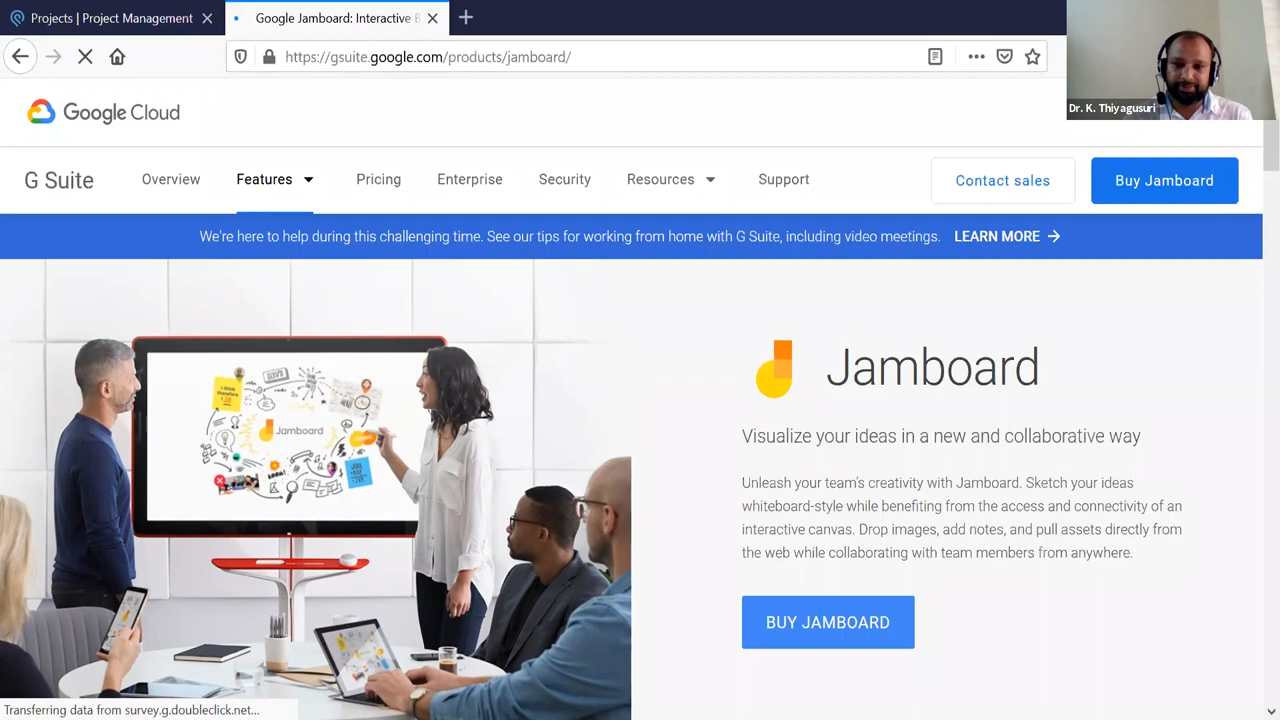 Projects | Project Management
Google Jamboard: Interactive B
https://gsuite.google.com/products/jamboard/
Dr. K. Thiyagusuri
Google Cloud
G Suite
Overview
Features
Pricing
Enterprise
Security
Resources
Support
Contact sales
Buy Jamboard
We're here to help during this challenging time. See our tips for working from home with G Suite, including video meetings. LEARN MORE
Jamboard
Jamboard
Visualize your ideas in a new and collaborative way
Unleash your team's creativity with Jamboard. Sketch your ideas
whiteboard-style while benefiting from the access and connectivity of an
interactive canvas. Drop images, add notes, and pull assets directly from
the web while collaborating with team members from anywhere.
BUY JAMBOARD
Transferring data from survey.g.doubleclick.net...